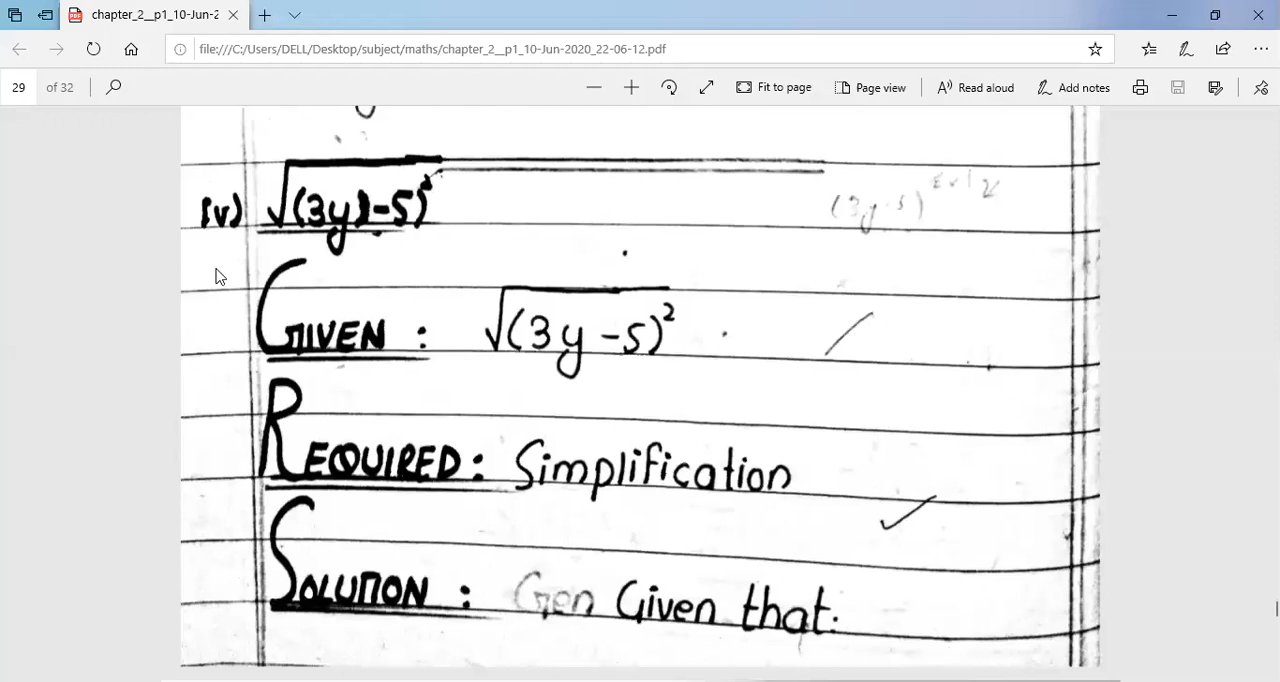 chapter_2__p1_10-Jun-2
file:///C:/Users/DELL/Desktop/subject/maths/chapter_2__p1_10-Jun-2020_22-06-12.pdf
29 of 32 Fit to page Page view Read aloud Add notes
(v) √(3y)-5)²
GIVEN : √(3y-5)²
REQUIRED : Simplification
SOLUTION : Gen Given that: